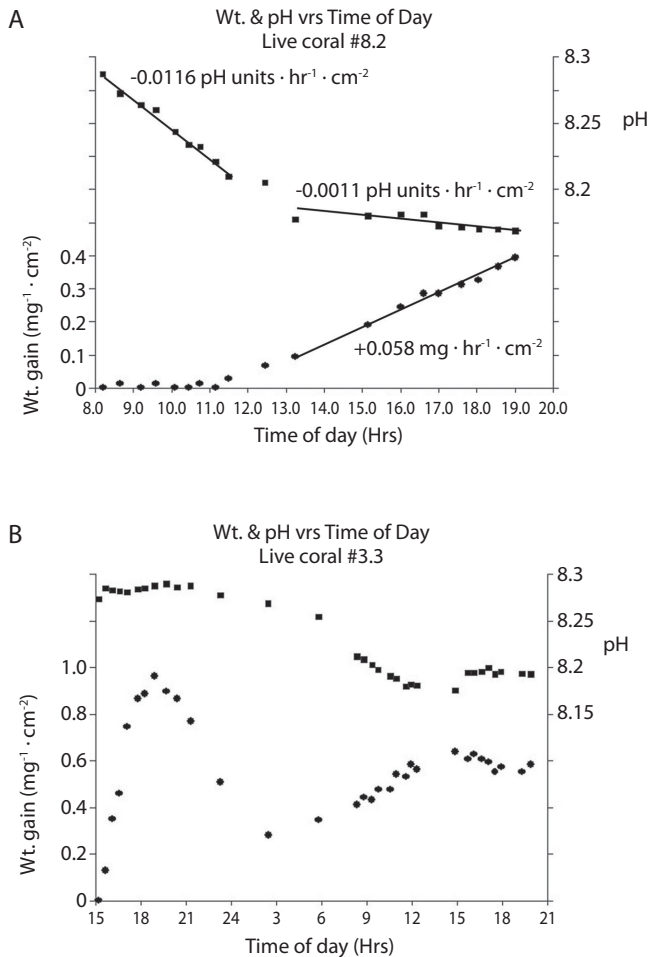 A
Wt. & pH vrs Time of Day
Live coral #8.2
8.3
8.25
8.2
pH
-0.0116 pH units · hr⁻¹ · cm⁻²
-0.0011 pH units · hr⁻¹ · cm⁻²
+0.058 mg · hr⁻¹ · cm⁻²
Wt. gain (mg⁻¹ · cm⁻²)
0.4
0.3
0.2
0.1
0
8.0 9.0 10.0 11.0 12.0 13.0 14.0 15.0 16.0 17.0 18.0 19.0 20.0
Time of day (Hrs)
B
Wt. & pH vrs Time of Day
Live coral #3.3
8.3
8.25
8.2
8.15
pH
Wt. gain (mg⁻¹ · cm⁻²)
1.0
0.8
0.6
0.4
0.2
0
15 18 21 24 3 6 9 12 15 19 21
Time of day (Hrs)